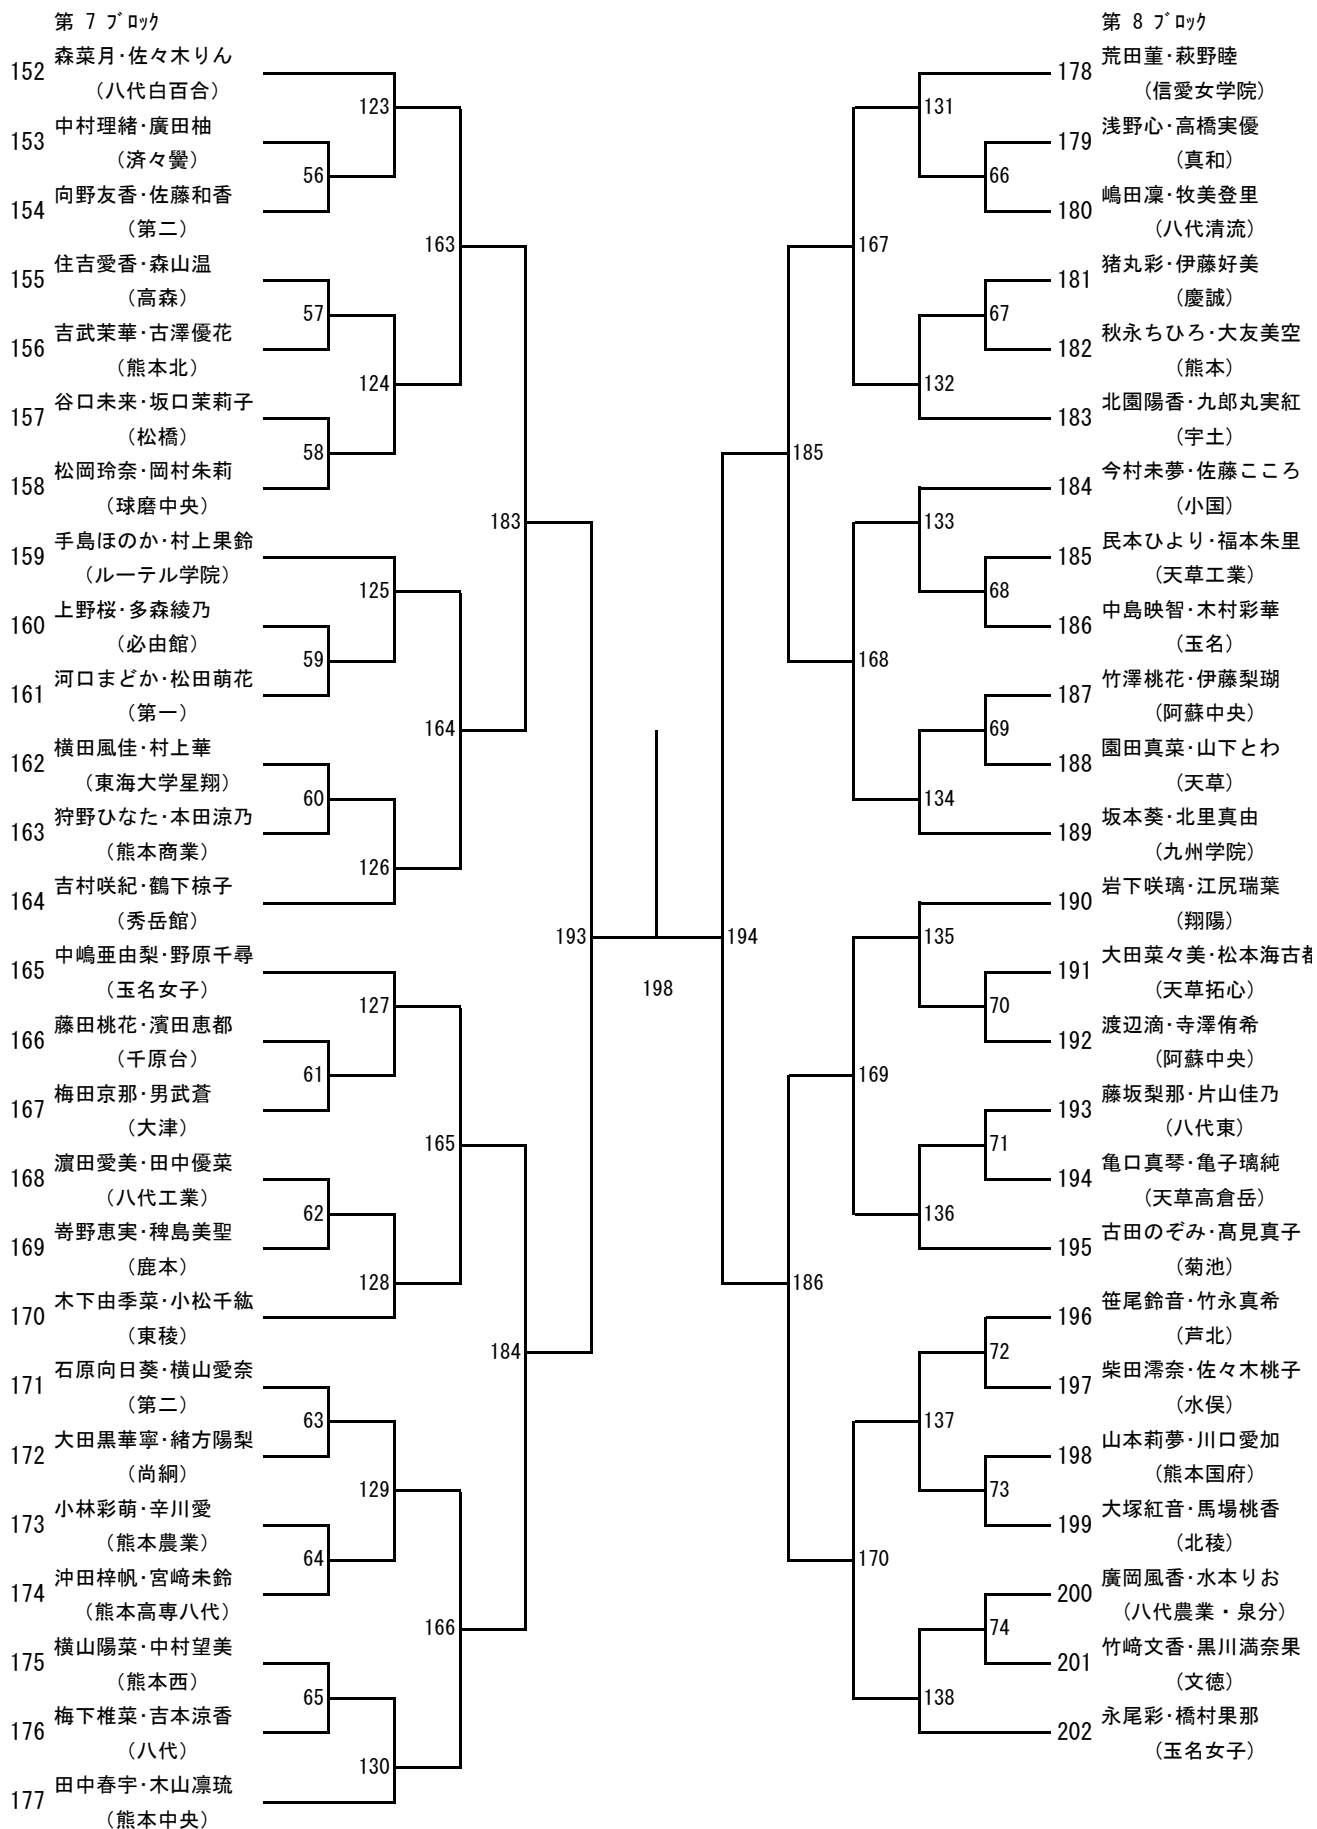 第 7 ブロック
152 森菜月・佐々木りん
(八代白百合)
153 中村理緒・廣田柚
(済々黌)
154 向野友香・佐藤和香
(第二)
155 住吉愛香・森山温
(高森)
156 吉武茉華・古澤優花
(熊本北)
157 谷口未来・坂口茉莉子
(松橋)
158 松岡玲奈・岡村朱莉
(球磨中央)
159 手島ほのか・村上果鈴
(ルーテル学院)
160 上野桜・多森綾乃
(必由館)
161 河口まどか・松田萌花
(第一)
162 横田風佳・村上華
(東海大学星翔)
163 狩野ひなた・本田涼乃
(熊本商業)
164 吉村咲紀・鶴下椋子
(秀岳館)
165 中嶋亜由梨・野原千尋
(玉名女子)
166 藤田桃花・濱田恵都
(千原台)
167 梅田京那・男武蒼
(大津)
168 濵田愛美・田中優菜
(八代工業)
169 嵜野恵実・稗島美聖
(鹿本)
170 木下由季菜・小松千紘
(東稜)
171 石原向日葵・横山愛奈
(第二)
172 大田黒華寧・緒方陽梨
(尚絅)
173 小林彩萌・辛川愛
(熊本農業)
174 沖田梓帆・宮﨑未鈴
(熊本高専八代)
175 横山陽菜・中村望美
(熊本西)
176 梅下椎菜・吉本涼香
(八代)
177 田中春宇・木山凛琉
(熊本中央)
123
56
163
57
124
58
183
125
59
164
60
126
193
127
61
165
62
128
184
63
129
64
166
65
130
198
第 8 ブロック
178 荒田菫・萩野睦
(信愛女学院)
179 浅野心・高橋実優
(真和)
180 嶋田凜・牧美登里
(八代清流)
181 猪丸彩・伊藤好美
(慶誠)
182 秋永ちひろ・大友美空
(熊本)
183 北園陽香・九郎丸実紅
(宇土)
184 今村未夢・佐藤こころ
(小国)
185 民本ひより・福本朱里
(天草工業)
186 中島映智・木村彩華
(玉名)
187 竹澤桃花・伊藤梨瑚
(阿蘇中央)
188 園田真菜・山下とわ
(天草)
189 坂本葵・北里真由
(九州学院)
190 岩下咲璃・江尻瑞葉
(翔陽)
191 大田菜々美・松本海古
(天草拓心)
192 渡辺滴・寺澤侑希
(阿蘇中央)
193 藤坂梨那・片山佳乃
(八代東)
194 亀口真琴・亀子璃純
(天草高倉岳)
195 古田のぞみ・髙見真子
(菊池)
196 笹尾鈴音・竹永真希
(芦北)
197 柴田澪奈・佐々木桃子
(水俣)
198 山本莉夢・川口愛加
(熊本国府)
199 大塚紅音・馬場桃香
(北稜)
200 廣岡風香・水本りお
(八代農業・泉分)
201 竹﨑文香・黒川満奈果
(文徳)
202 永尾彩・橋村果那
(玉名女子)
131
66
167
67
132
185
133
68
168
69
134
194
135
70
169
71
136
186
72
137
73
170
74
138